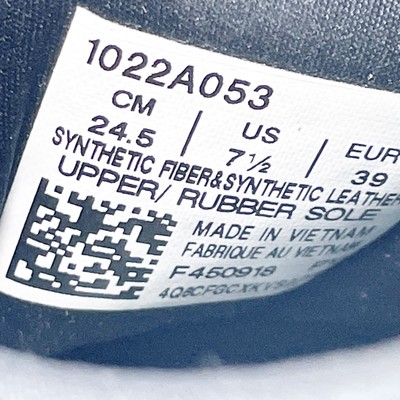 1022A053
CM | US | EUR
24.5 7½ 39
SYNTHETIC FIBER&SYNTHETIC LEATHER
UPPER/ RUBBER SOLE
MADE IN VIETNAM
FABRIQUE AU VIETNAM
F450918